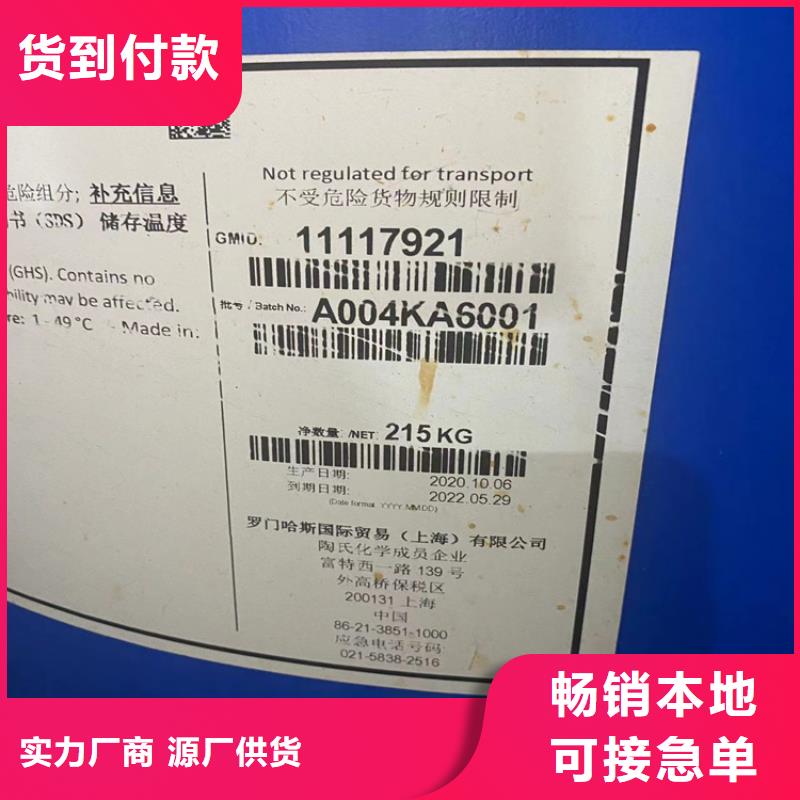 货到付款
危险组分; 补充信息
书 (SDS) 储存温度
(GHS). Contains no
bility may be affected.
re: 1 - 49°C - Made in:
Not regulated for transport
不受危险货物规则限制
GMID: 11117921
批号 / Batch No.: A004KA6001
净数量: /NET: 215 KG
生产日期: 2020.10.06
到期日期: 2022.05.29
(Date format YYYY.MM.DD)
罗门哈斯国际贸易 (上海) 有限公司
陶氏化学成员企业
富特西一路 139 号
外高桥保税区
200131 上海
中国
86-21-3851-1000
应急电话号码:
021-5838-2516
实力厂商 源厂供货
畅销本地
可接急单